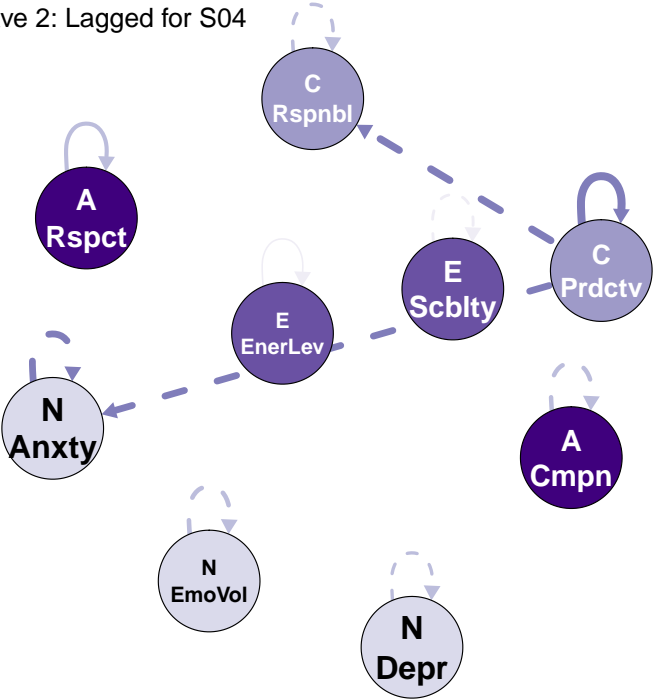 ve 2: Lagged for S04
C
Rspnbl
A
Rspct
C
Prdctv
E
Scblty
E
EnerLev
N
Anxty
A
Cmpn
N
EmoVol
N
Depr